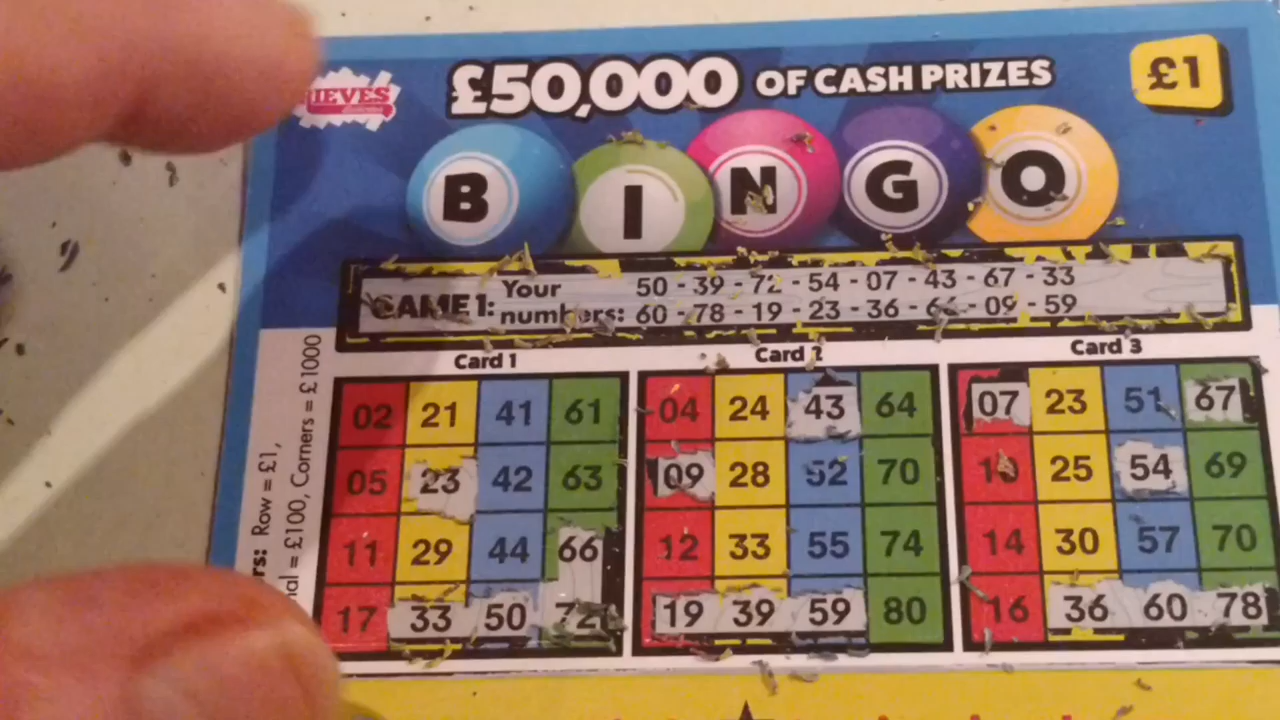 £50,000 OF CASH PRIZES
£1
B I N G O
GAME 1: Your numbers:
50 - 39 - 72 - 54 - 07 - 43 - 67 - 33
60 - 78 - 19 - 23 - 36 - 66 - 09 - 59
Row = £1,
= £100, Corners = £1000
Card 1
02 21 41 61
05 23 42 63
11 29 44 66
17 33 50 72
Card 2
04 24 43 64
09 28 52 70
12 33 55 74
19 39 59 80
Card 3
07 23 51 67
10 25 54 69
14 30 57 70
16 36 60 78